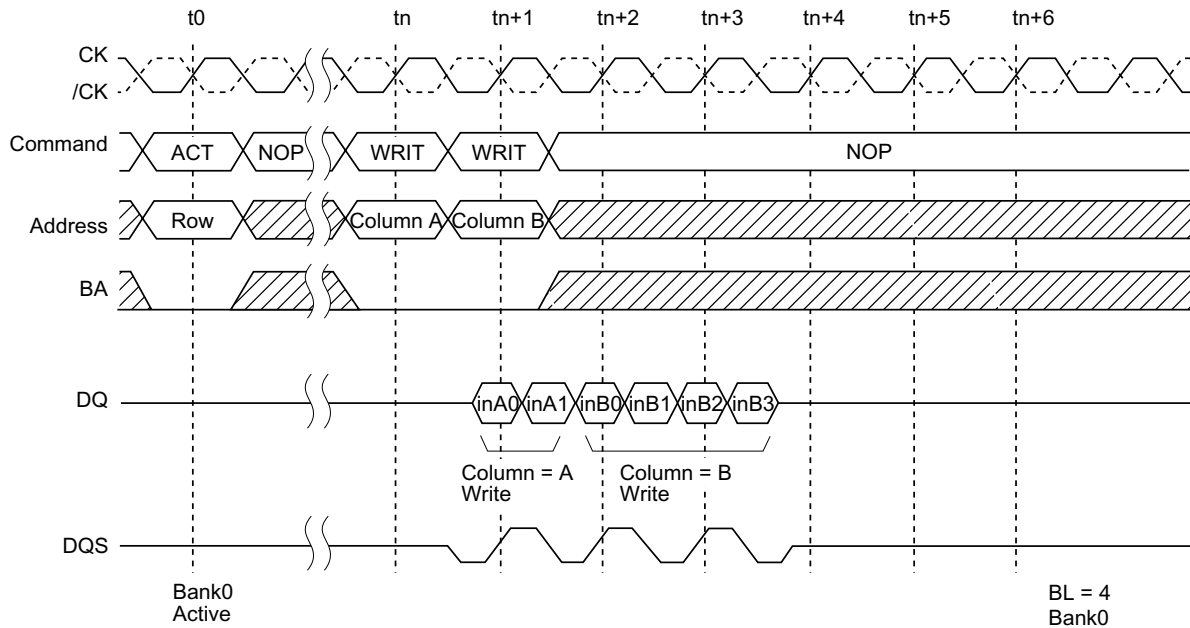 t0 tn tn+1 tn+2 tn+3 tn+4 tn+5 tn+6
CK
/CK
Command ACT NOP WRIT WRIT NOP
Address Row Column A Column B
BA
DQ inA0 inA1 inB0 inB1 inB2 inB3
Column = A Column = B
Write Write
DQS
Bank0 BL = 4
Active Bank0